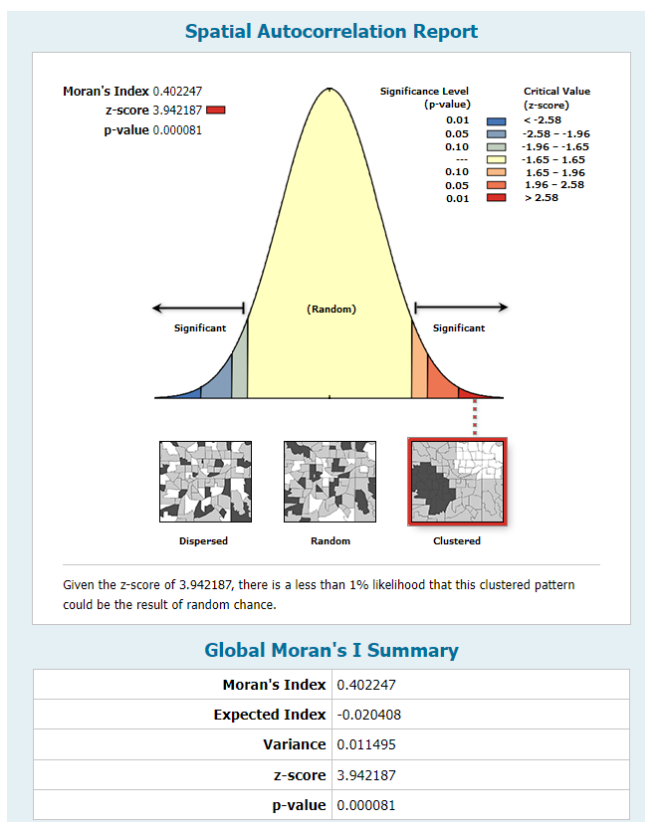 Spatial Autocorrelation Report
Moran's Index 0.402247
z-score 3.942187
p-value 0.000081
Significance Level
(p-value)
Critical Value
(z-score)
0.01 < -2.58
0.05 -2.58 – -1.96
0.10 -1.96 – -1.65
--- -1.65 – 1.65
0.10 1.65 – 1.96
0.05 1.96 – 2.58
0.01 > 2.58
(Random)
Significant
Significant
Dispersed
Random
Clustered
Given the z-score of 3.942187, there is a less than 1% likelihood that this clustered pattern
could be the result of random chance.
Global Moran's I Summary
Moran's Index 0.402247
Expected Index -0.020408
Variance 0.011495
z-score 3.942187
p-value 0.000081